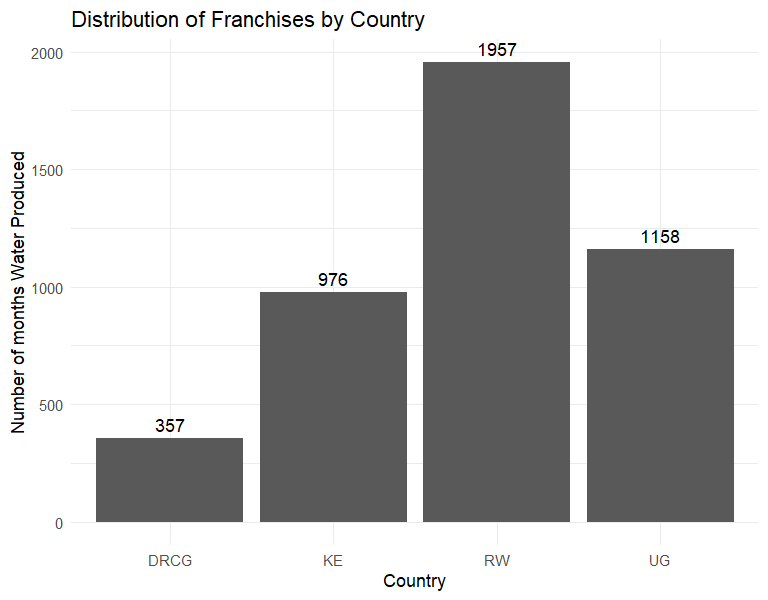 Distribution of Franchises by Country
Number of months Water Produced
2000
1500
1000
500
0
357
976
1957
1158
DRCG
KE
RW
UG
Country